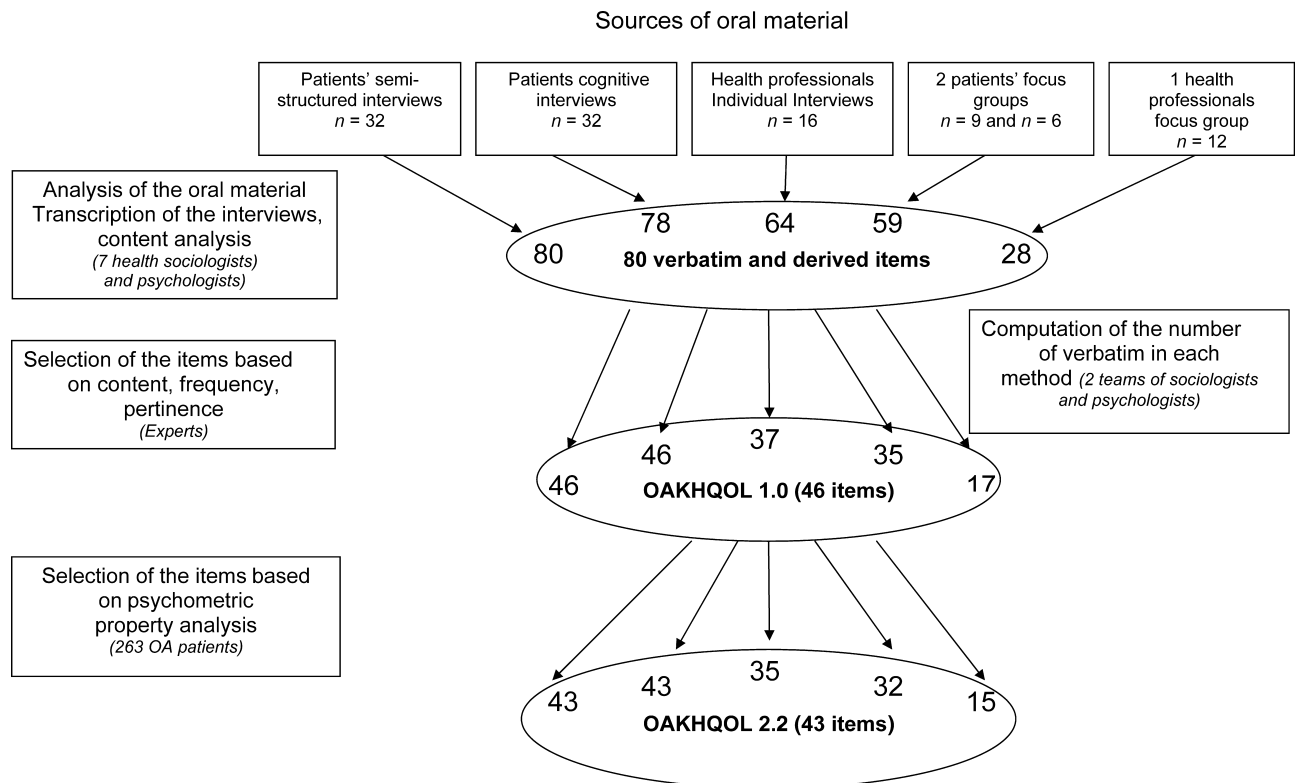 Sources of oral material
Patients' semi-
structured interviews
n = 32
Patients cognitive
interviews
n = 32
Health professionals
Individual Interviews
n = 16
2 patients' focus
groups
n = 9 and n = 6
1 health
professionals
focus group
n = 12
Analysis of the oral material
Transcription of the interviews,
content analysis
(7 health sociologists)
and psychologists)
78
64
59
80
28
80 verbatim and derived items
Computation of the number
of verbatim in each
method (2 teams of sociologists
and psychologists)
Selection of the items based
on content, frequency,
pertinence
(Experts)
46
37
35
46
17
OAKHQOL 1.0 (46 items)
Selection of the items based
on psychometric
property analysis
(263 OA patients)
43
35
32
43
15
OAKHQOL 2.2 (43 items)